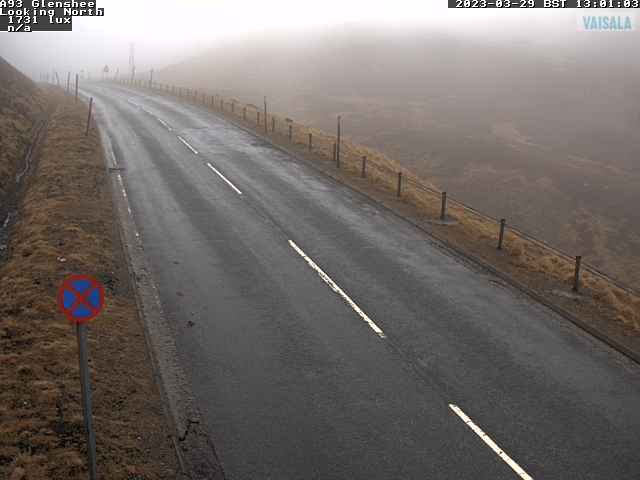 A93 Glenshee
Looking North
1731 lux
n/a
2023-03-29 BST 13:01:03
VAISALA